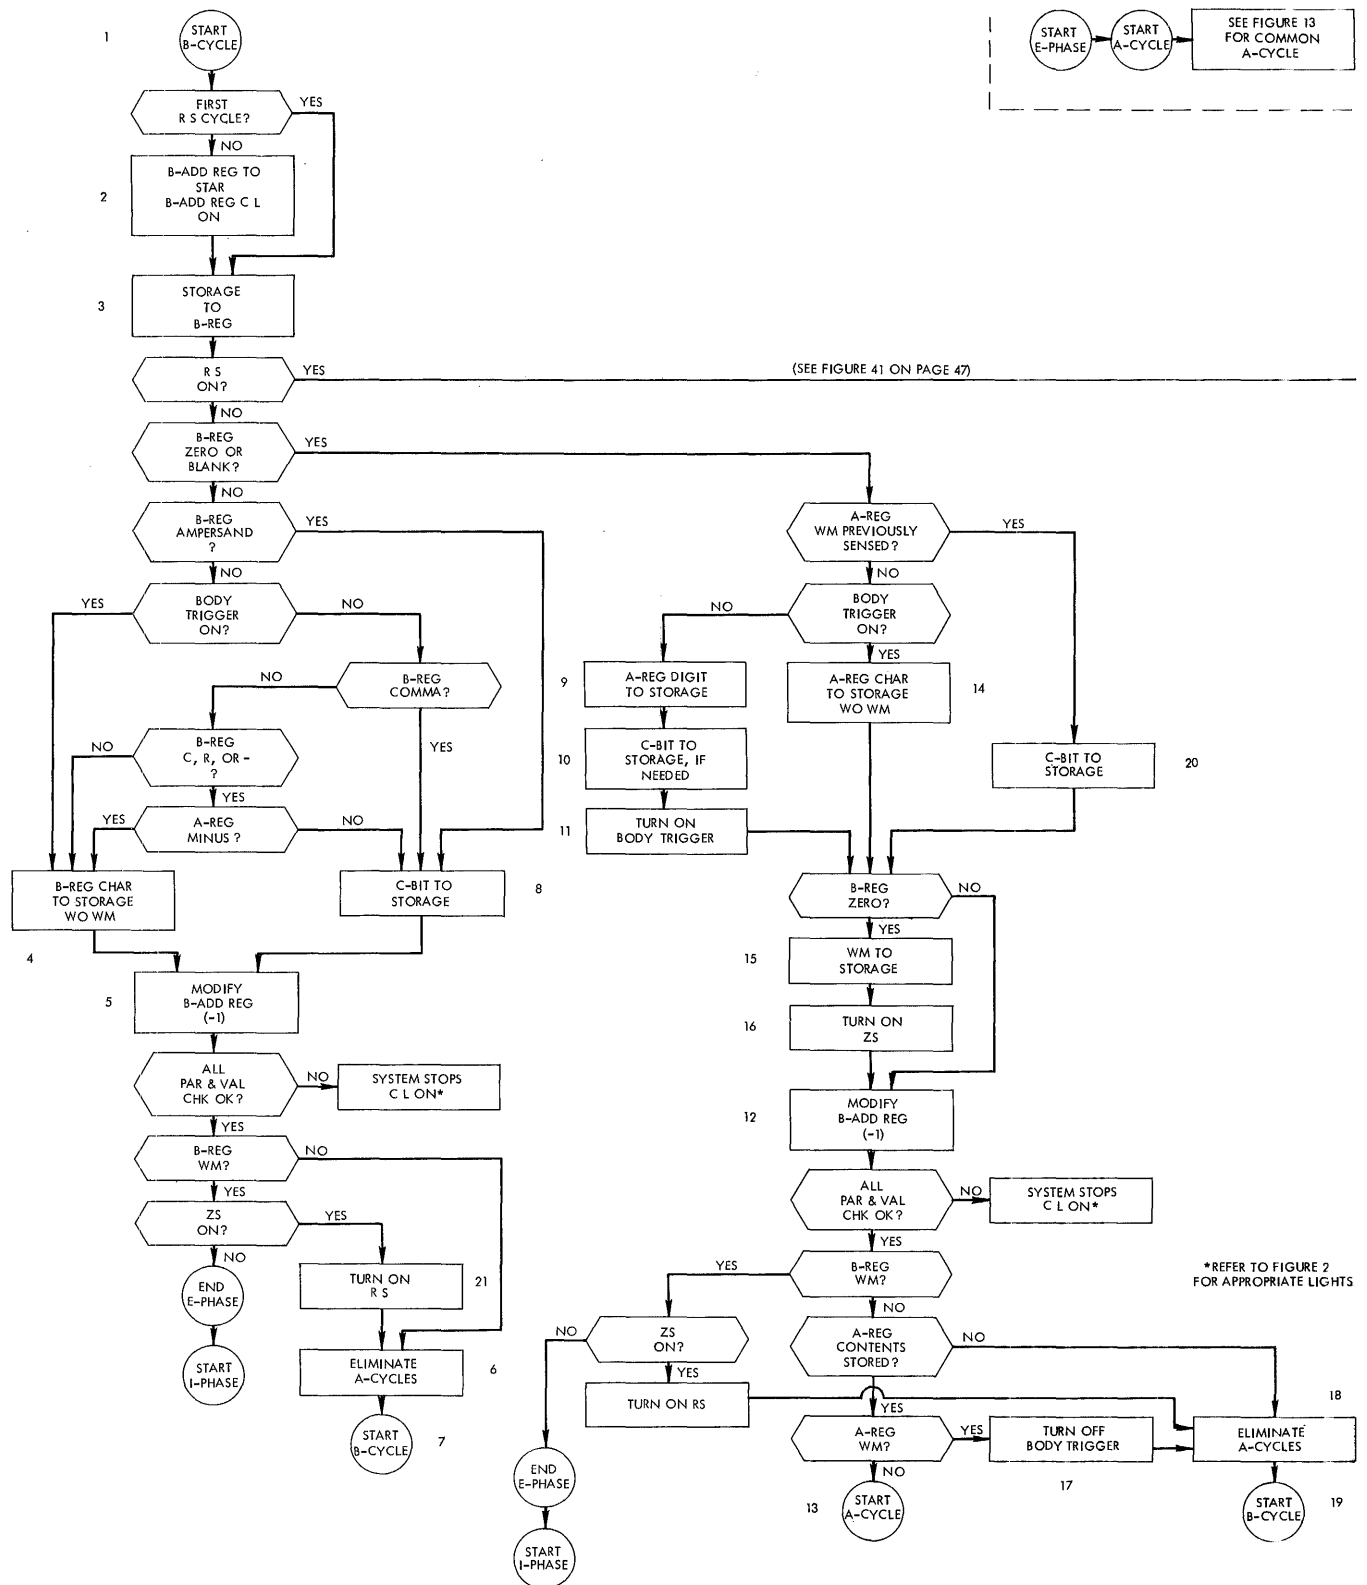 1
START
B-CYCLE
START
E-PHASE
START
A-CYCLE
SEE FIGURE 13
FOR COMMON
A-CYCLE
FIRST
R S CYCLE?
YES
NO
2
B-ADD REG TO
STAR
B-ADD REG C L
ON
3
STORAGE
TO
B-REG
R S
ON?
YES
(SEE FIGURE 41 ON PAGE 47)
NO
B-REG
ZERO OR
BLANK?
YES
NO
B-REG
AMPERSAND
?
YES
NO
A-REG
WM PREVIOUSLY
SENSED?
YES
NO
YES
BODY
TRIGGER
ON?
NO
NO
BODY
TRIGGER
ON?
YES
NO
B-REG
COMMA?
YES
9
A-REG DIGIT
TO STORAGE
A-REG CHAR
TO STORAGE
WO WM
14
NO
B-REG
C, R, OR -
?
YES
10
C-BIT TO
STORAGE, IF
NEEDED
C-BIT TO
STORAGE
20
YES
A-REG
MINUS?
NO
11
TURN ON
BODY TRIGGER
B-REG CHAR
TO STORAGE
WO WM
4
C-BIT TO
STORAGE
8
B-REG
ZERO?
NO
YES
15
WM TO
STORAGE
5
MODIFY
B-ADD REG
(-1)
16
TURN ON
ZS
ALL
PAR & VAL
CHK OK?
NO
SYSTEM STOPS
C L ON*
YES
12
MODIFY
B-ADD REG
(-1)
B-REG
WM?
NO
YES
ALL
PAR & VAL
CHK OK?
NO
SYSTEM STOPS
C L ON*
YES
ZS
ON?
YES
NO
YES
B-REG
WM?
NO
*REFER TO FIGURE 2
FOR APPROPRIATE LIGHTS
END
E-PHASE
TURN ON
R S
21
NO
ZS
ON?
YES
A-REG
CONTENTS
STORED?
NO
YES
START
I-PHASE
ELIMINATE
A-CYCLES
6
TURN ON RS
18
START
B-CYCLE
7
A-REG
WM?
YES
NO
TURN OFF
BODY TRIGGER
17
ELIMINATE
A-CYCLES
END
E-PHASE
13
START
A-CYCLE
START
B-CYCLE
19
START
I-PHASE